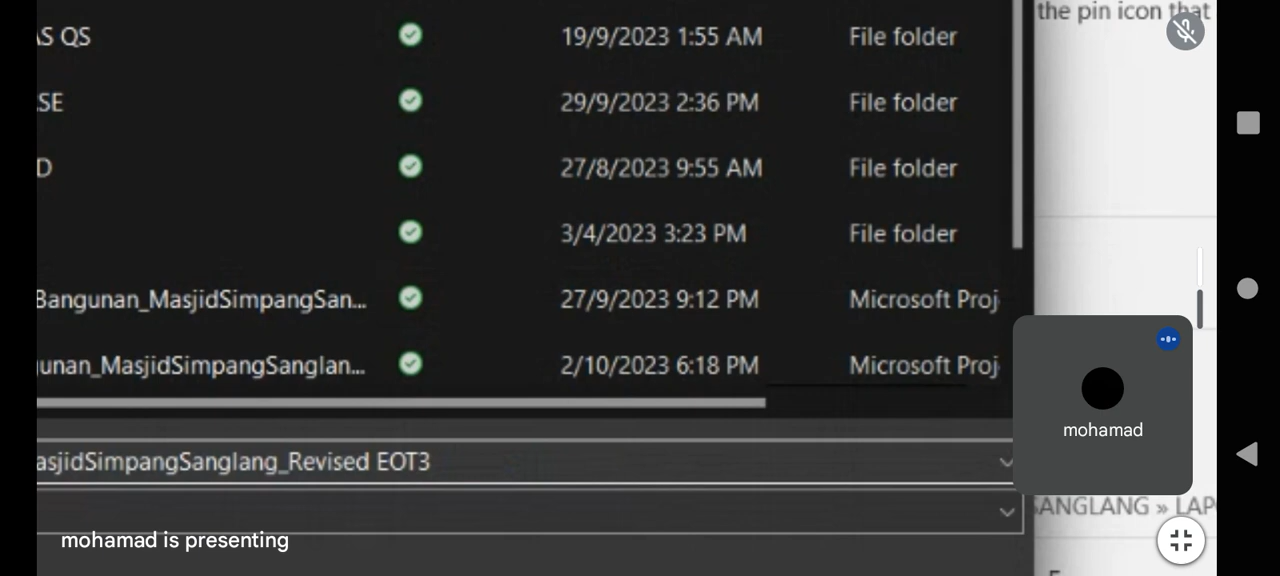 the pin icon that
AS QS 19/9/2023 1:55 AM File folder
SE 29/9/2023 2:36 PM File folder
D 27/8/2023 9:55 AM File folder
3/4/2023 3:23 PM File folder
Bangunan_MasjidSimpangSan... 27/9/2023 9:12 PM Microsoft Proj
unan_MasjidSimpangSanglan... 2/10/2023 6:18 PM Microsoft Proj
mohamad
asjidSimpangSanglang_Revised EOT3
SANGLANG » LAP
mohamad is presenting